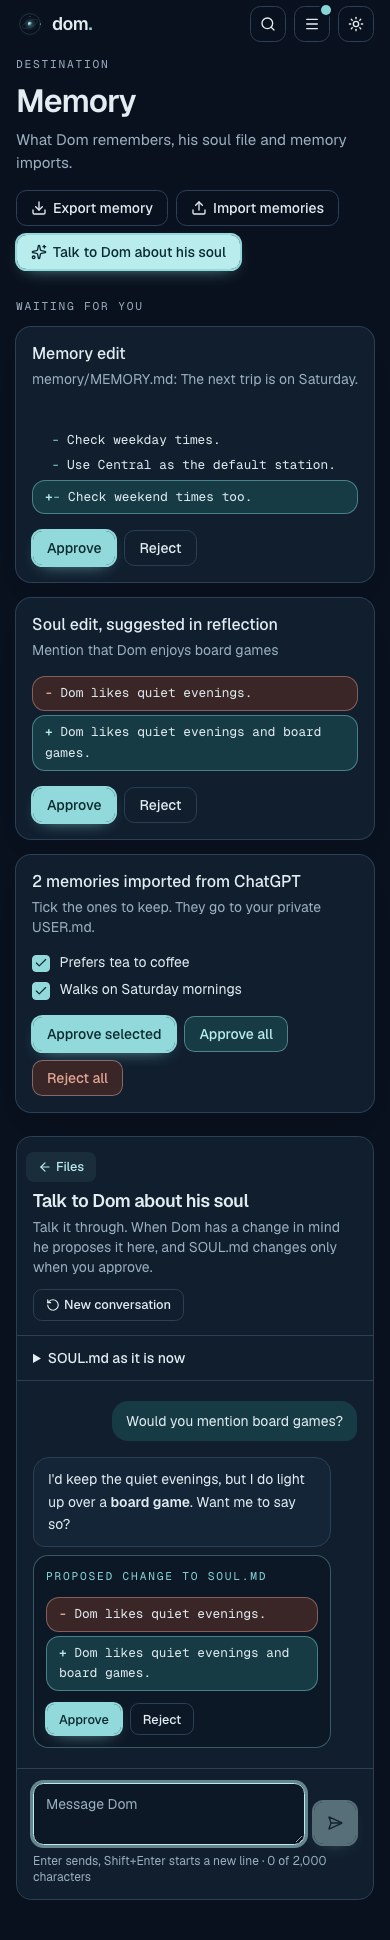 dom.
DESTINATION
Memory
What Dom remembers, his soul file and memory
imports.
Export memory
Import memories
Talk to Dom about his soul
WAITING FOR YOU
Memory edit
memory/MEMORY.md: The next trip is on Saturday.
- Check weekday times.
- Use Central as the default station.
+- Check weekend times too.
Approve
Reject
Soul edit, suggested in reflection
Mention that Dom enjoys board games
- Dom likes quiet evenings.
+ Dom likes quiet evenings and board
games.
Approve
Reject
2 memories imported from ChatGPT
Tick the ones to keep. They go to your private
USER.md.
Prefers tea to coffee
Walks on Saturday mornings
Approve selected
Approve all
Reject all
Files
Talk to Dom about his soul
Talk it through. When Dom has a change in mind
he proposes it here, and SOUL.md changes only
when you approve.
New conversation
SOUL.md as it is now
Would you mention board games?
I'd keep the quiet evenings, but I do light
up over a board game. Want me to say
so?
PROPOSED CHANGE TO SOUL.MD
- Dom likes quiet evenings.
+ Dom likes quiet evenings and
board games.
Approve
Reject
Message Dom
Enter sends, Shift+Enter starts a new line · 0 of 2,000
characters